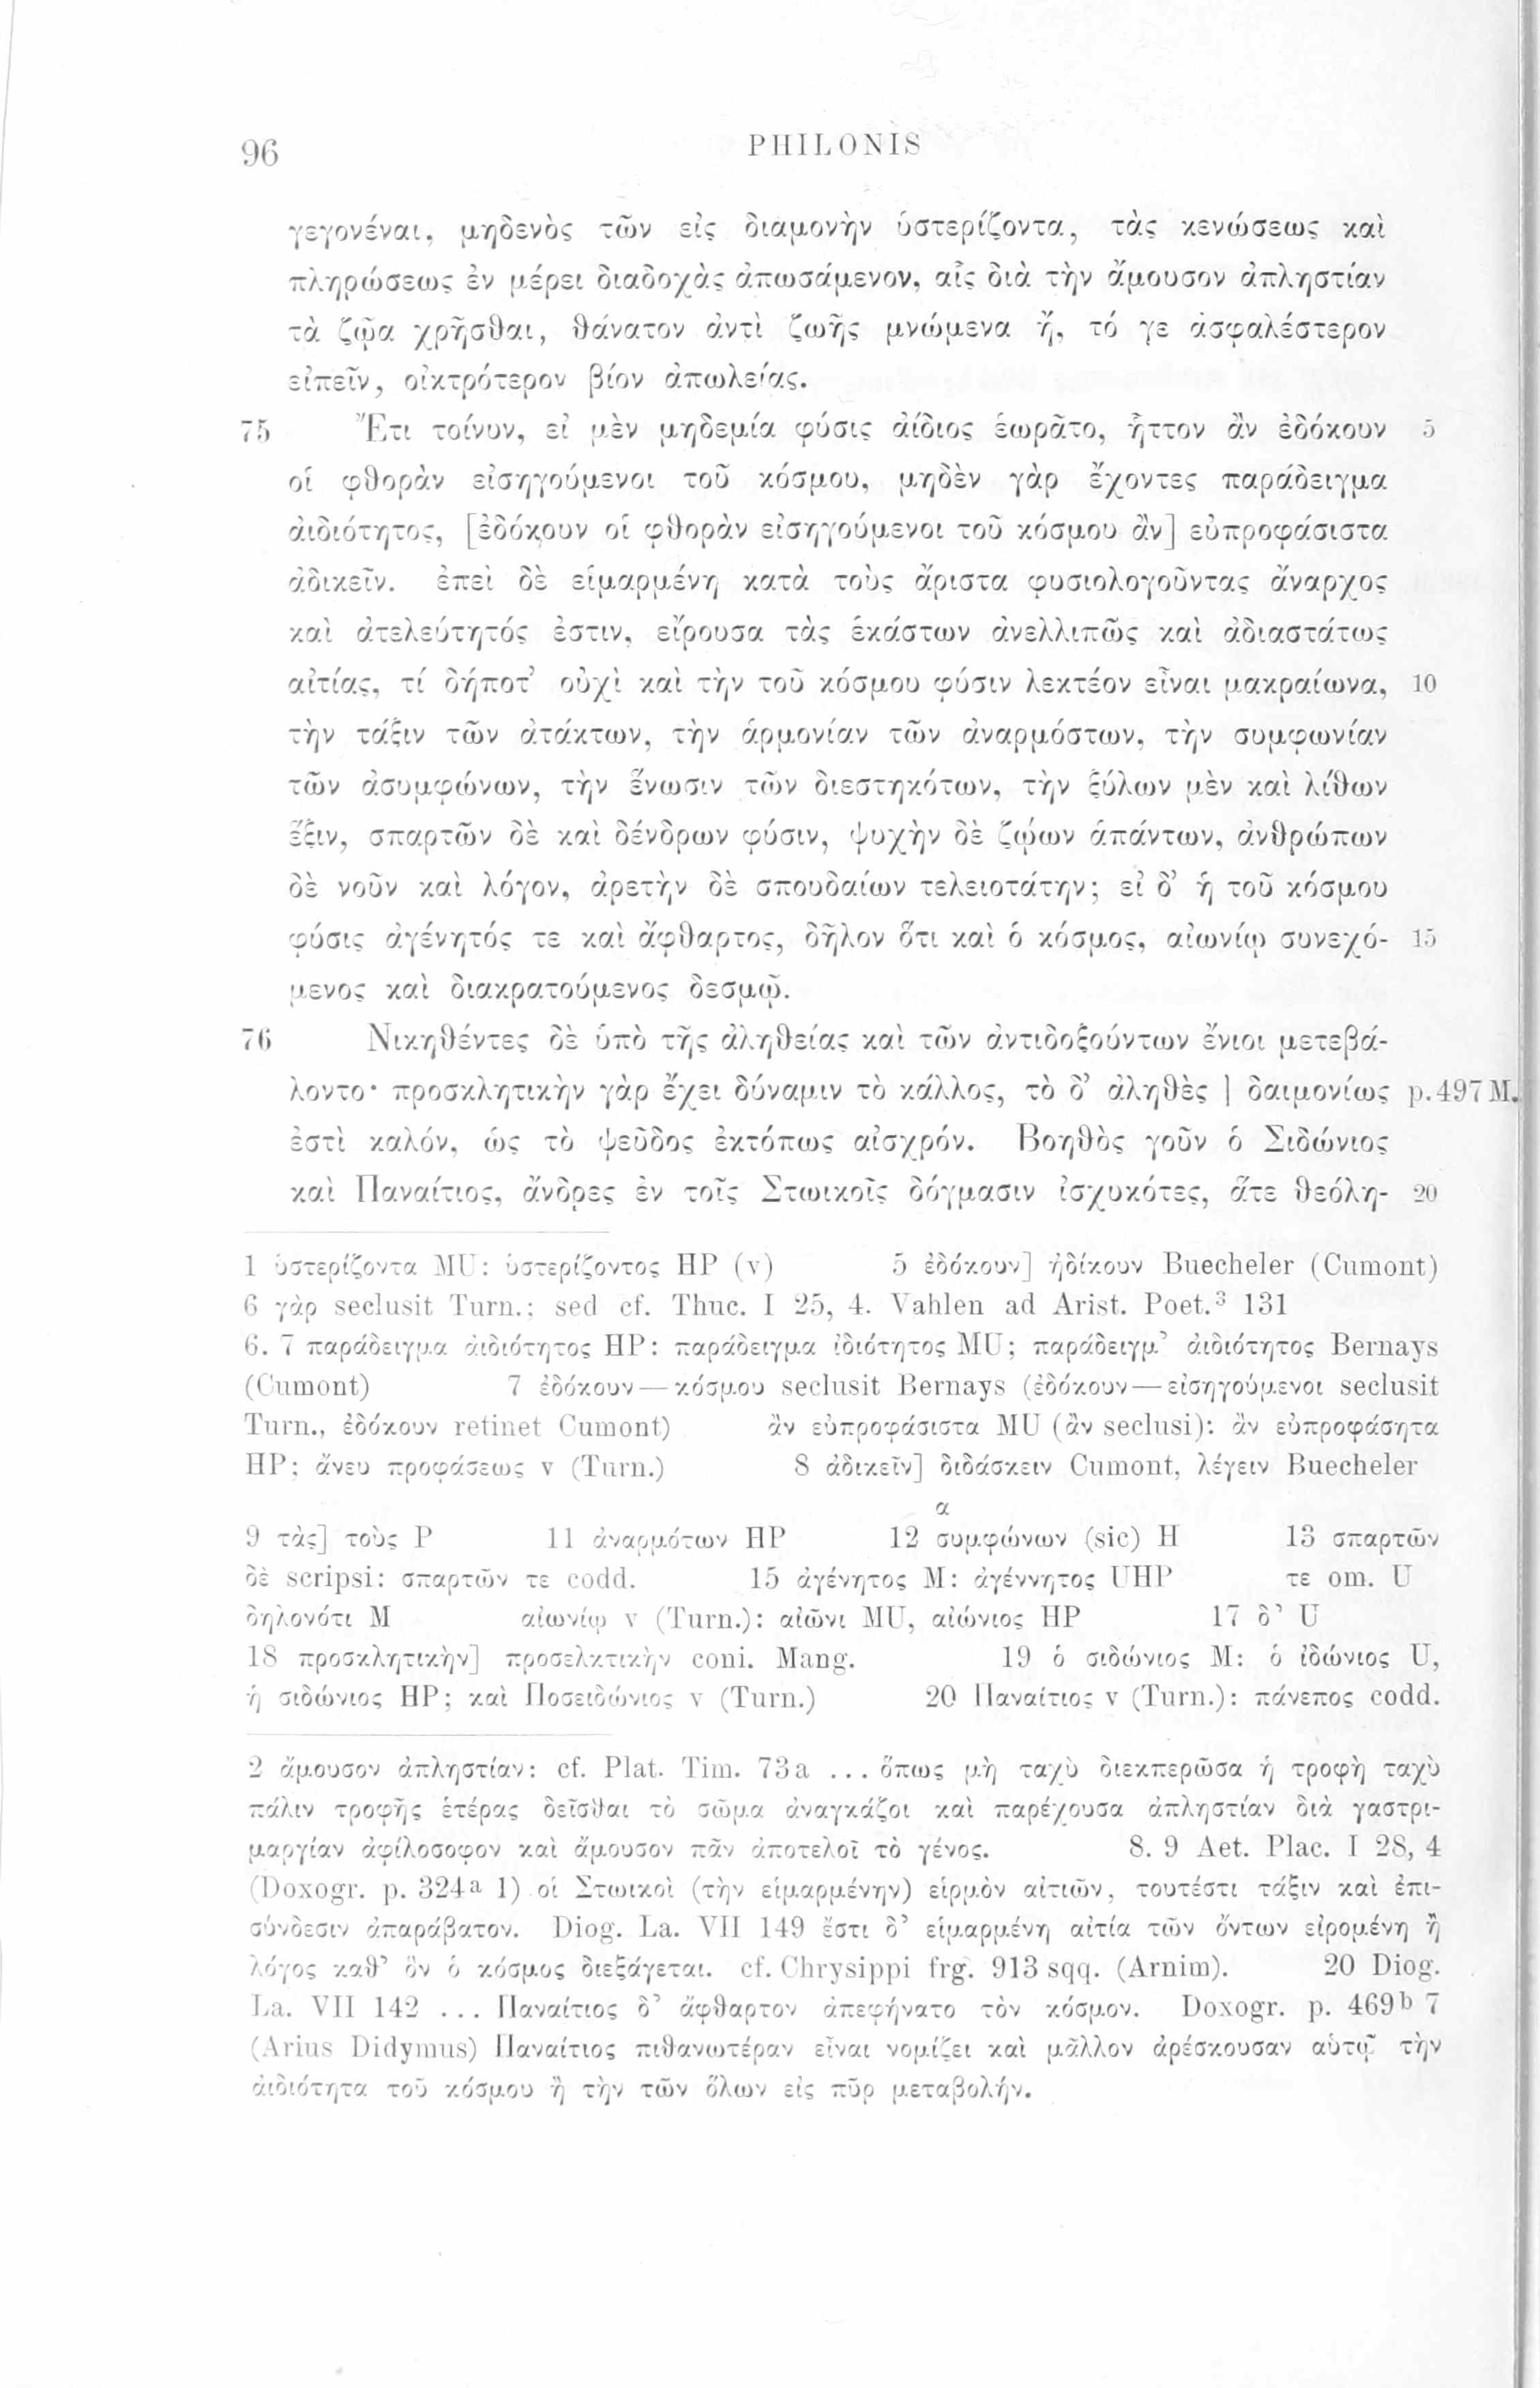 96
PHILONIS
γεγονέναι, μηδενὸς τῶν εἰς διαμονὴν ὑστερίζοντα, τὰς κενώσεως καὶ
πληρώσεως ἐν μέρει διαδοχὰς ἀπωσάμενον, αἷς διὰ τὴν ἄμουσον ἀπληστίαν
τὰ ζῷα χρῆσθαι, θάνατον ἀντὶ ζωῆς μνώμενα ἤ, τό γε ἀσφαλέστερον
εἰπεῖν, οἰκτρότερον βίον ἀπωλείας.
75 Ἔτι τοίνυν, εἰ μὲν μηδεμία φύσις ἀίδιος ἑωρᾶτο, ἧττον ἂν ἐδόκουν 5
οἱ φθορὰν εἰσηγούμενοι τοῦ κόσμου, μηδὲν γὰρ ἔχοντες παράδειγμα
ἀιδιότητος, [ἐδόκουν οἱ φθορὰν εἰσηγούμενοι τοῦ κόσμου ἂν] εὐπροφάσιστα
ἀδικεῖν. ἐπεὶ δὲ εἱμαρμένη κατὰ τοὺς ἄριστα φυσιολογοῦντας ἄναρχος
καὶ ἀτελεύτητός ἐστιν, εἴρουσα τὰς ἑκάστων ἀνελλιπῶς καὶ ἀδιαστάτως
αἰτίας, τί δήποτ’ οὐχὶ καὶ τὴν τοῦ κόσμου φύσιν λεκτέον εἶναι μακραίωνα, 10
τὴν τάξιν τῶν ἀτάκτων, τὴν ἁρμονίαν τῶν ἀναρμόστων, τὴν συμφωνίαν
τῶν ἀσυμφώνων, τὴν ἕνωσιν τῶν διεστηκότων, τὴν ξύλων μὲν καὶ λίθων
ἕξιν, σπαρτῶν δὲ καὶ δένδρων φύσιν, ψυχὴν δὲ ζῴων ἁπάντων, ἀνθρώπων
δὲ νοῦν καὶ λόγον, ἀρετὴν δὲ σπουδαίων τελειοτάτην; εἰ δ’ ἡ τοῦ κόσμου
φύσις ἀγένητός τε καὶ ἄφθαρτος, δῆλον ὅτι καὶ ὁ κόσμος, αἰωνίῳ συνεχό- 15
μενος καὶ διακρατούμενος δεσμῷ.
76 Νικηθέντες δὲ ὑπὸ τῆς ἀληθείας καὶ τῶν ἀντιδοξούντων ἔνιοι μετεβά-
λοντο· προσκλητικὴν γὰρ ἔχει δύναμιν τὸ κάλλος, τὸ δ’ ἀληθὲς | δαιμονίως p. 497 M.
ἐστὶ καλόν, ὡς τὸ ψεῦδος ἐκτόπως αἰσχρόν. Βοηθὸς γοῦν ὁ Σιδώνιος
καὶ Παναίτιος, ἄνδρες ἐν τοῖς Στωικοῖς δόγμασιν ἰσχυκότες, ἅτε θεόλη- 20
1 ὑστερίζοντα MU: ὑστερίζοντος HP (v) 5 ἐδόκουν] ἠδίκουν Buecheler (Cumont)
6 γὰρ seclusit Turn.; sed cf. Thuc. I 25, 4. Vahlen ad Arist. Poet.³ 131
6. 7 παράδειγμα ἀιδιότητος HP: παράδειγμα ἰδιότητος MU; παράδειγμ’ ἀιδιότητος Bernays
(Cumont) 7 ἐδόκουν—κόσμου seclusit Bernays (ἐδόκουν—εἰσηγούμενοι seclusit
Turn., ἐδόκουν retinet Cumont) ἂν εὐπροφάσιστα MU (ἂν seclusi): ἂν εὐπροφάσητα
HP; ἄνευ προφάσεως v (Turn.) 8 ἀδικεῖν] διδάσκειν Cumont, λέγειν Buecheler
α
9 τὰς] τοὺς P 11 ἀναρμότων HP 12 συμφώνων (sic) H 13 σπαρτῶν
δὲ scripsi: σπαρτῶν τε codd. 15 ἀγένητος M: ἀγέννητος UHP τε om. U
δηλονότι M αἰωνίῳ v (Turn.): αἰῶνι MU, αἰώνιος HP 17 δ’ U
18 προσκλητικὴν] προσελκτικὴν coni. Mang. 19 ὁ σιδώνιος M: ὁ ἰδώνιος U,
ἡ σιδώνιος HP; καὶ Ποσειδώνιος v (Turn.) 20 Παναίτιος v (Turn.): πάνεπος codd.
2 ἄμουσον ἀπληστίαν: cf. Plat. Tim. 73a ... ὅπως μὴ ταχὺ διεκπερῶσα ἡ τροφὴ ταχὺ
πάλιν τροφῆς ἑτέρας δεῖσθαι τὸ σῶμα ἀναγκάζοι καὶ παρέχουσα ἀπληστίαν διὰ γαστρι-
μαργίαν ἀφίλοσοφον καὶ ἄμουσον πᾶν ἀποτελοῖ τὸ γένος. 8. 9 Aet. Plac. I 28, 4
(Doxogr. p. 324a 1) οἱ Στωικοὶ (τὴν εἱμαρμένην) εἱρμὸν αἰτιῶν, τουτέστι τάξιν καὶ ἐπι-
σύνδεσιν ἀπαράβατον. Diog. La. VII 149 ἔστι δ’ εἱμαρμένη αἰτία τῶν ὄντων εἰρομένη ἢ
λόγος καθ’ ὃν ὁ κόσμος διεξάγεται. cf. Chrysippi frg. 913 sqq. (Arnim). 20 Diog.
La. VII 142 ... Παναίτιος δ’ ἄφθαρτον ἀπεφήνατο τὸν κόσμον. Doxogr. p. 469b 7
(Arius Didymus) Παναίτιος πιθανωτέραν εἶναι νομίζει καὶ μᾶλλον ἀρέσκουσαν αὑτῷ τὴν
ἀιδιότητα τοῦ κόσμου ἢ τὴν τῶν ὅλων εἰς πῦρ μεταβολήν.